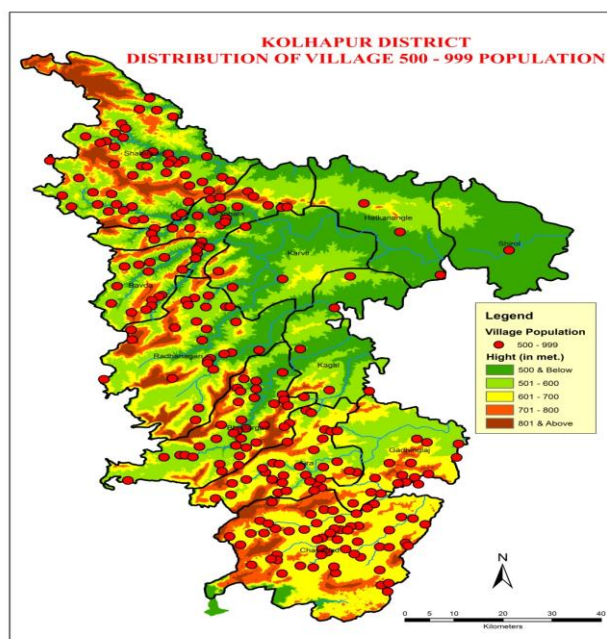 KOLHAPUR DISTRICT
DISTRIBUTION OF VILLAGE 500 - 999 POPULATION
Hatkanangle
Shirol
Karvir
Bavda
Radhanagari
Kagal
Gadhinglaj
Legend
Village Population
500 - 999
Hight (in met.)
500 & Below
501 - 600
601 - 700
701 - 800
801 & Above
N
0 5 10 20 30 40
Kilometers